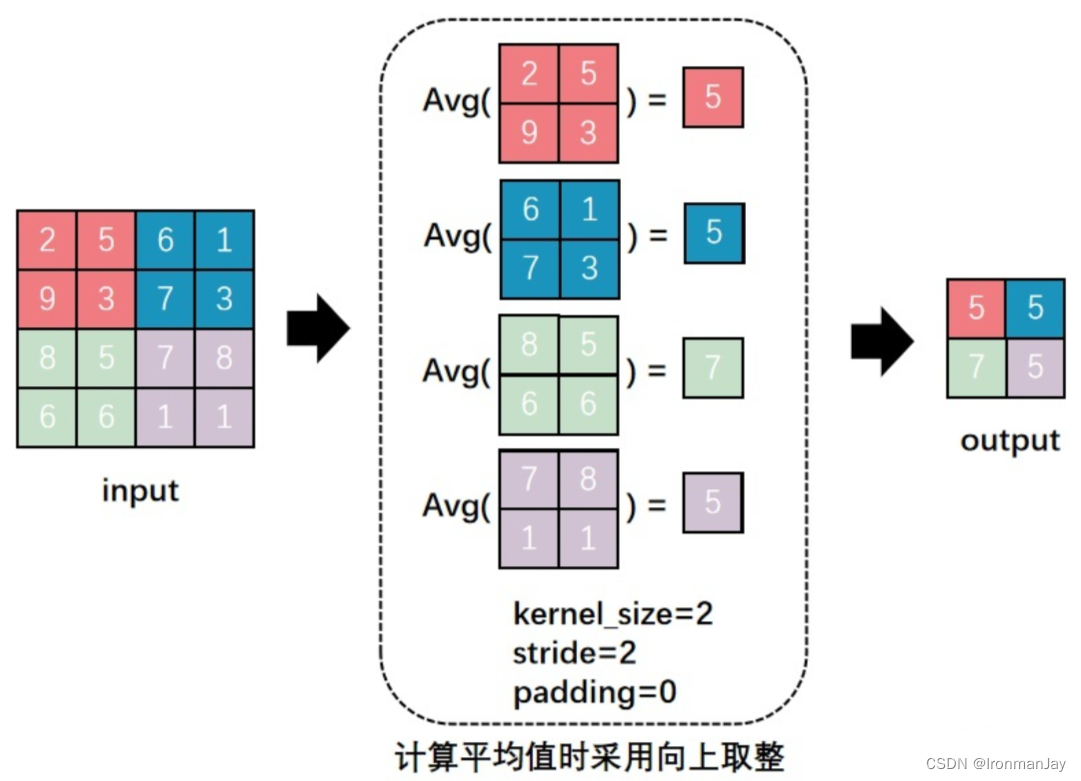 2 5 6 1
9 3 7 3
8 5 7 8
6 6 1 1
input
2 5
Avg( ) = 5
9 3
6 1
Avg( ) = 5
7 3
8 5
Avg( ) = 7
6 6
7 8
Avg( ) = 5
1 1
kernel_size=2
stride=2
padding=0
5 5
7 5
output
计算平均值时采用向上取整
CSDN @IronmanJay